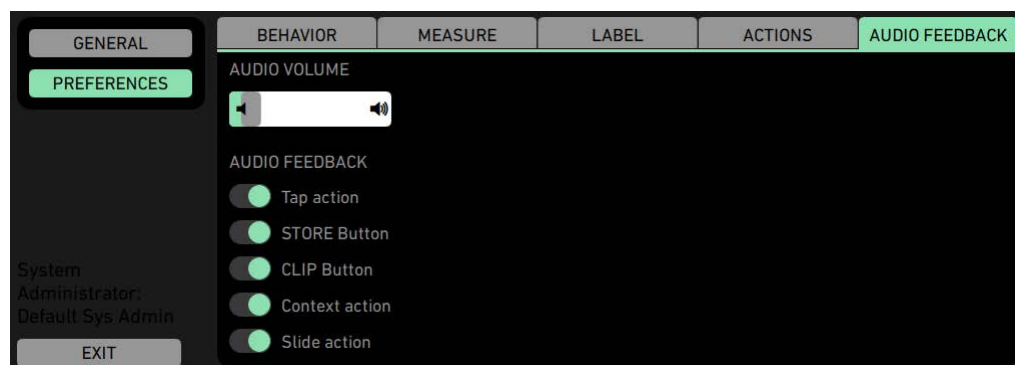 GENERAL
PREFERENCES
BEHAVIOR
MEASURE
LABEL
ACTIONS
AUDIO FEEDBACK
AUDIO VOLUME
AUDIO FEEDBACK
Tap action
STORE Button
CLIP Button
Context action
Slide action
System
Administrator:
Default Sys Admin
EXIT